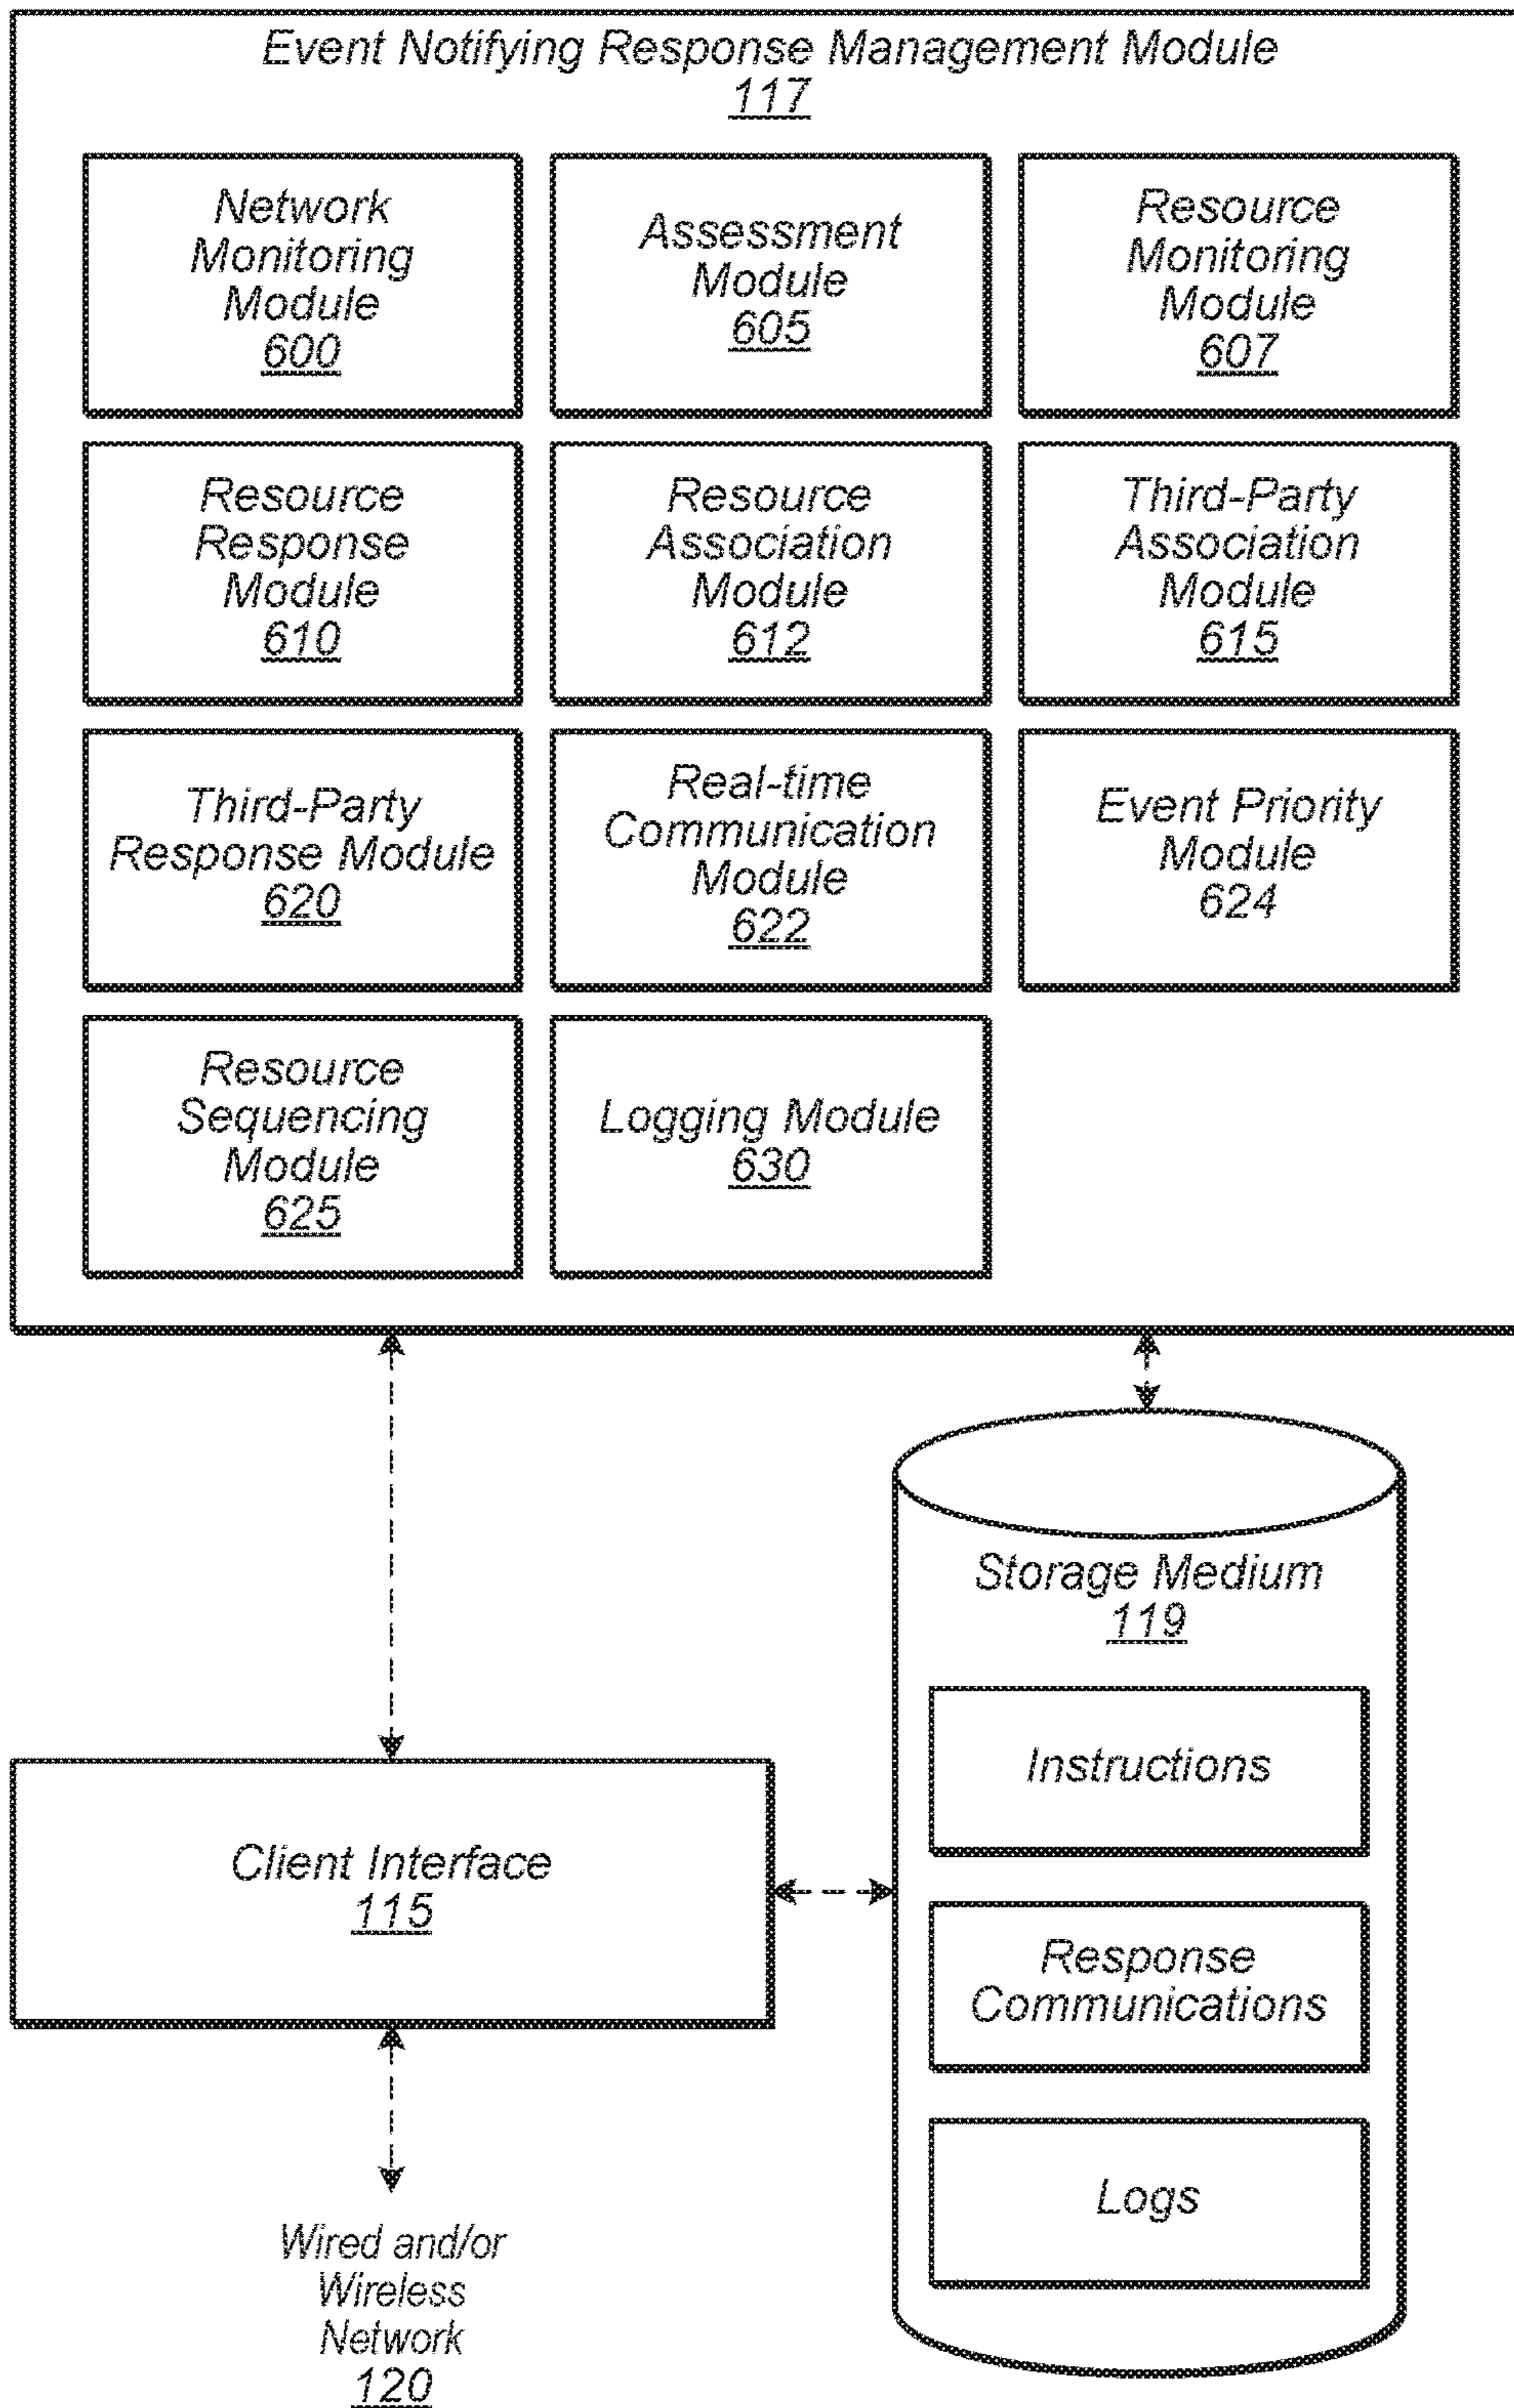 Event Notifying Response Management Module
117
Network
Monitoring
Module
600
Assessment
Module
605
Resource
Monitoring
Module
607
Resource
Response
Module
610
Resource
Association
Module
612
Third-Party
Association
Module
615
Third-Party
Response Module
620
Real-time
Communication
Module
622
Event Priority
Module
624
Resource
Sequencing
Module
625
Logging Module
630
Storage Medium
119
Instructions
Client Interface
115
Response
Communications
Logs
Wired and/or
Wireless
Network
120